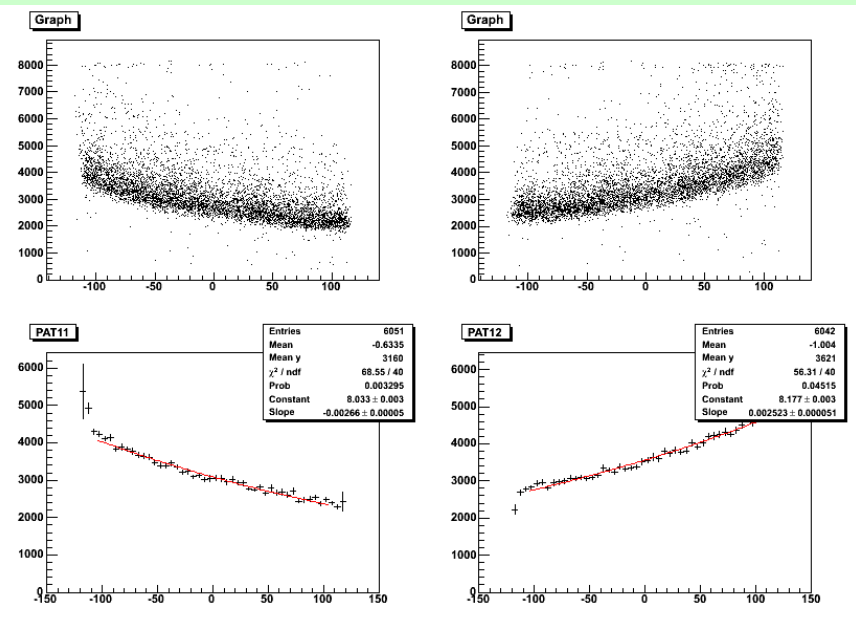 Graph
8000
7000
6000
5000
4000
3000
2000
1000
0
-100 -50 0 50 100
Graph
8000
7000
6000
5000
4000
3000
2000
1000
0
-100 -50 0 50 100
PAT11
Entries 6051
Mean -0.6335
Mean y 3160
χ² / ndf 68.55 / 40
Prob 0.003295
Constant 8.033 ± 0.003
Slope -0.00266 ± 0.00005
6000
5000
4000
3000
2000
1000
0
-150 -100 -50 0 50 100 150
PAT12
Entries 6042
Mean -1.004
Mean y 3621
χ² / ndf 56.31 / 40
Prob 0.04515
Constant 8.177 ± 0.003
Slope 0.002523 ± 0.000051
6000
5000
4000
3000
2000
1000
0
-150 -100 -50 0 50 100 150